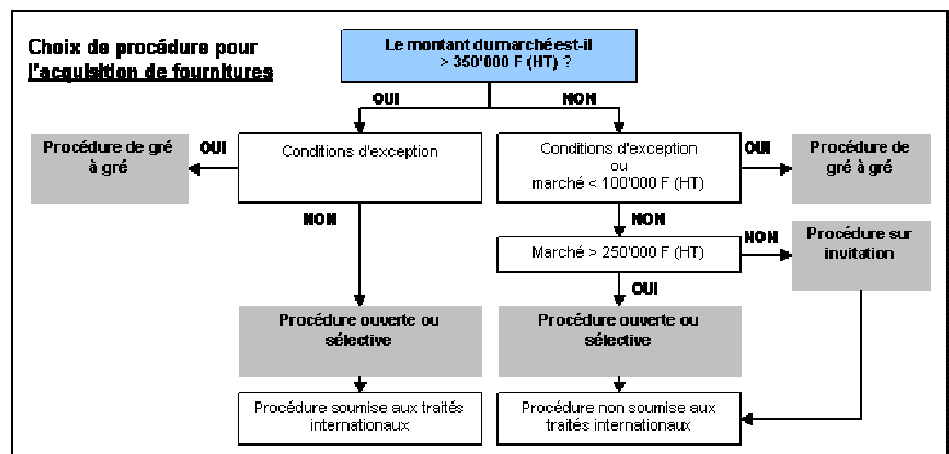 Choix de procédure pour
l'acquisition de fournitures
Le montant du marché est-il
> 350'000 F (HT) ?
OUI
NON
Procédure de gré
à gré
OUI
Conditions d'exception
Conditions d'exception
ou
marché < 100'000 F (HT)
OUI
Procédure de
gré à gré
NON
NON
Marché > 250'000 F (HT)
NON
Procédure sur
invitation
OUI
Procédure ouverte ou
sélective
Procédure ouverte ou
sélective
Procédure soumise aux traités
internationaux
Procédure non soumise aux
traités internationaux